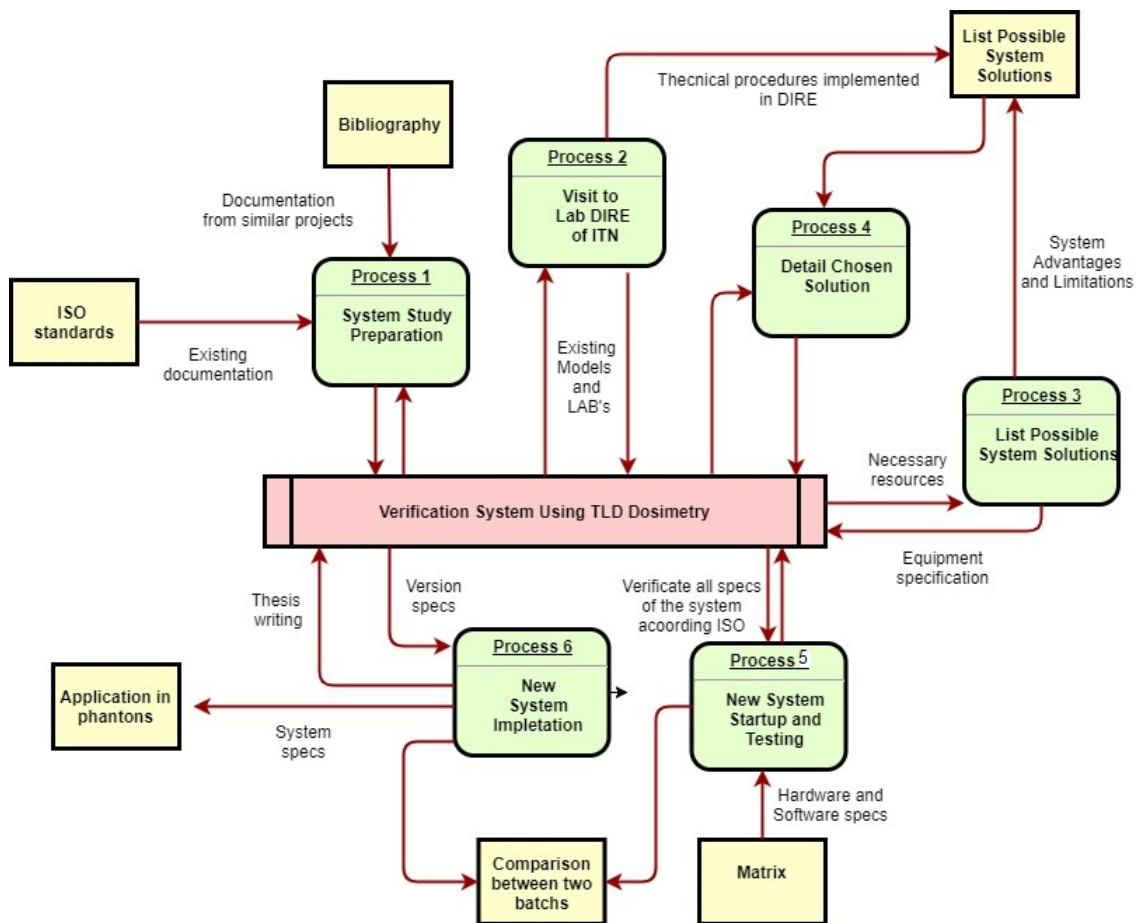 List Possible
System
Solutions
Thecnical procedures implemented
in DIRE
Bibliography
Process 2
Visit to
Lab DIRE
of ITN
Documentation
from similar projects
Process 4
Detail Chosen
Solution
System
Advantages
and Limitations
Process 1
System Study
Preparation
ISO
standards
Existing
documentation
Existing
Models
and
LAB's
Process 3
List Possible
System Solutions
Necessary
resources
Verification System Using TLD Dosimetry
Equipment
specification
Thesis
writing
Version
specs
Verificate all specs
of the system
acoording ISO
Process 6
New
System
Impletation
Process 5
New System
Startup and
Testing
Application in
phantons
System
specs
Hardware and
Software specs
Comparison
between two
batchs
Matrix